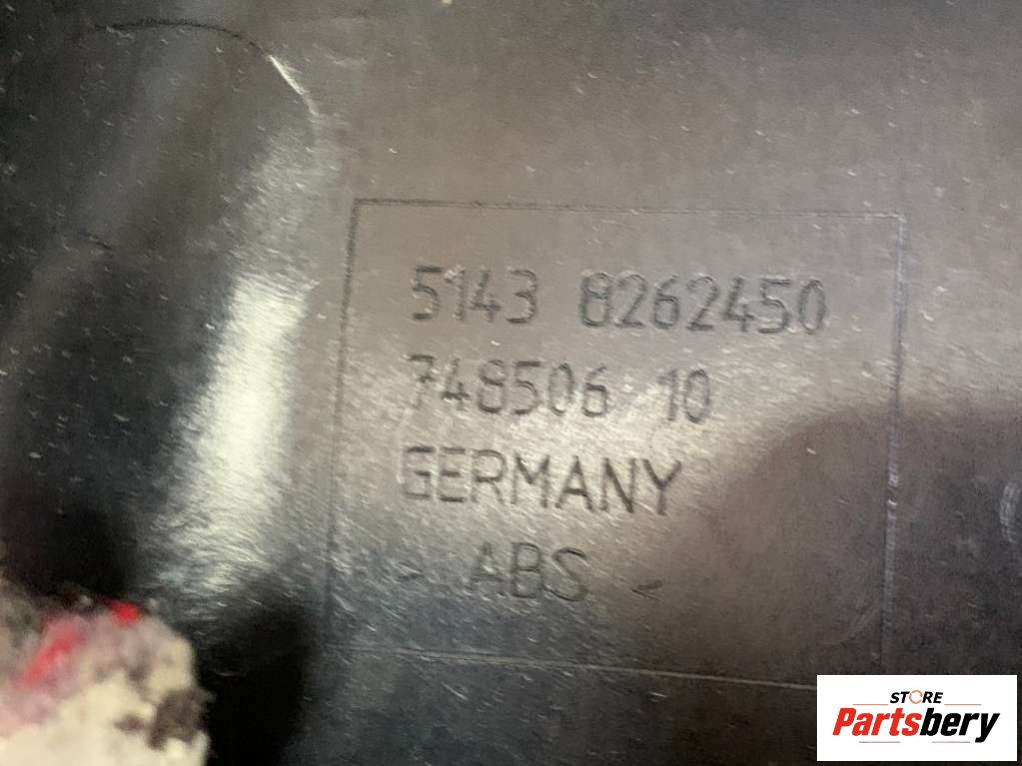 5143 8262450
748506 10
GERMANY
> ABS <
STORE
Partsbery